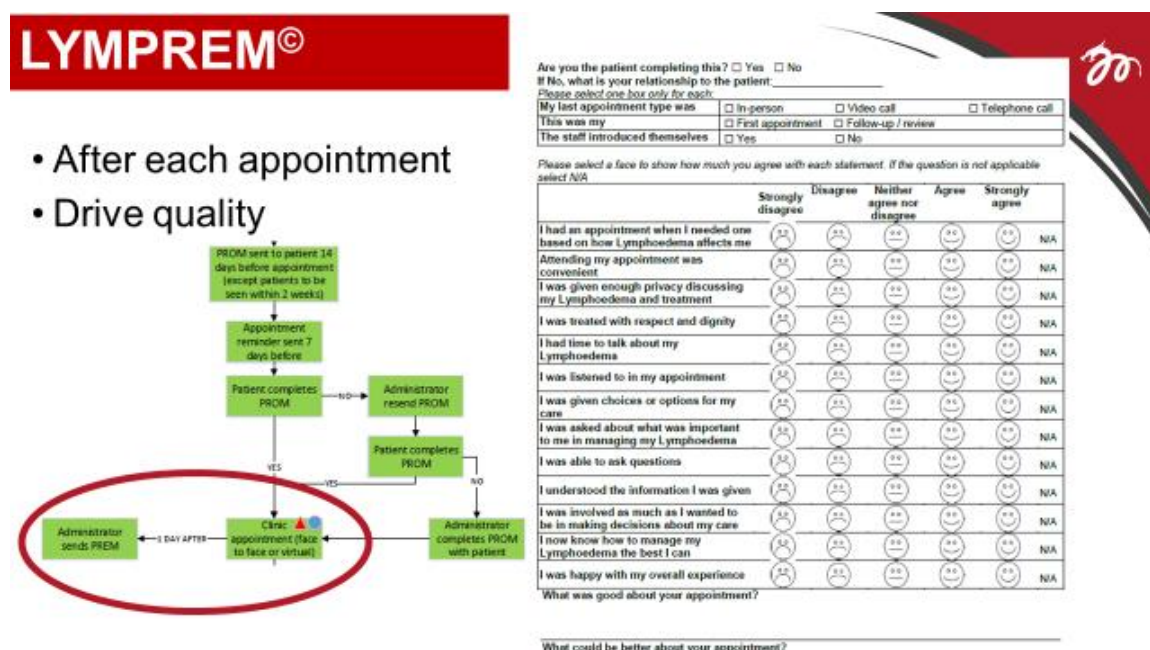 LYMPREM©
• After each appointment
• Drive quality
PROM sent to patient 14
days before appointment
(except patients to be
seen within 2 weeks)
Appointment
reminder sent 7
days before
Patient completes
PROM
NO
Administrator
resend PROM
Patient completes
PROM
YES
YES
NO
Administrator
sends PREM
1 DAY AFTER
Clinic
appointment (face
to face or virtual)
Administrator
completes PROM
with patient
Are you the patient completing this? ☐ Yes ☐ No
If No, what is your relationship to the patient:
Please select one box only for each:
My last appointment type was ☐ In-person ☐ Video call ☐ Telephone call
This was my ☐ First appointment ☐ Follow-up / review
The staff introduced themselves ☐ Yes ☐ No
Please select a face to show how much you agree with each statement. If the question is not applicable
select N/A
Strongly
disagree
Disagree
Neither
agree nor
disagree
Agree
Strongly
agree
I had an appointment when I needed one
based on how Lymphoedema affects me N/A
Attending my appointment was
convenient N/A
I was given enough privacy discussing
my Lymphoedema and treatment N/A
I was treated with respect and dignity N/A
I had time to talk about my
Lymphoedema N/A
I was listened to in my appointment N/A
I was given choices or options for my
care N/A
I was asked about what was important
to me in managing my Lymphoedema N/A
I was able to ask questions N/A
I understood the information I was given N/A
I was involved as much as I wanted to
be in making decisions about my care N/A
I now know how to manage my
Lymphoedema the best I can N/A
I was happy with my overall experience N/A
What was good about your appointment?
What could be better about your appointment?